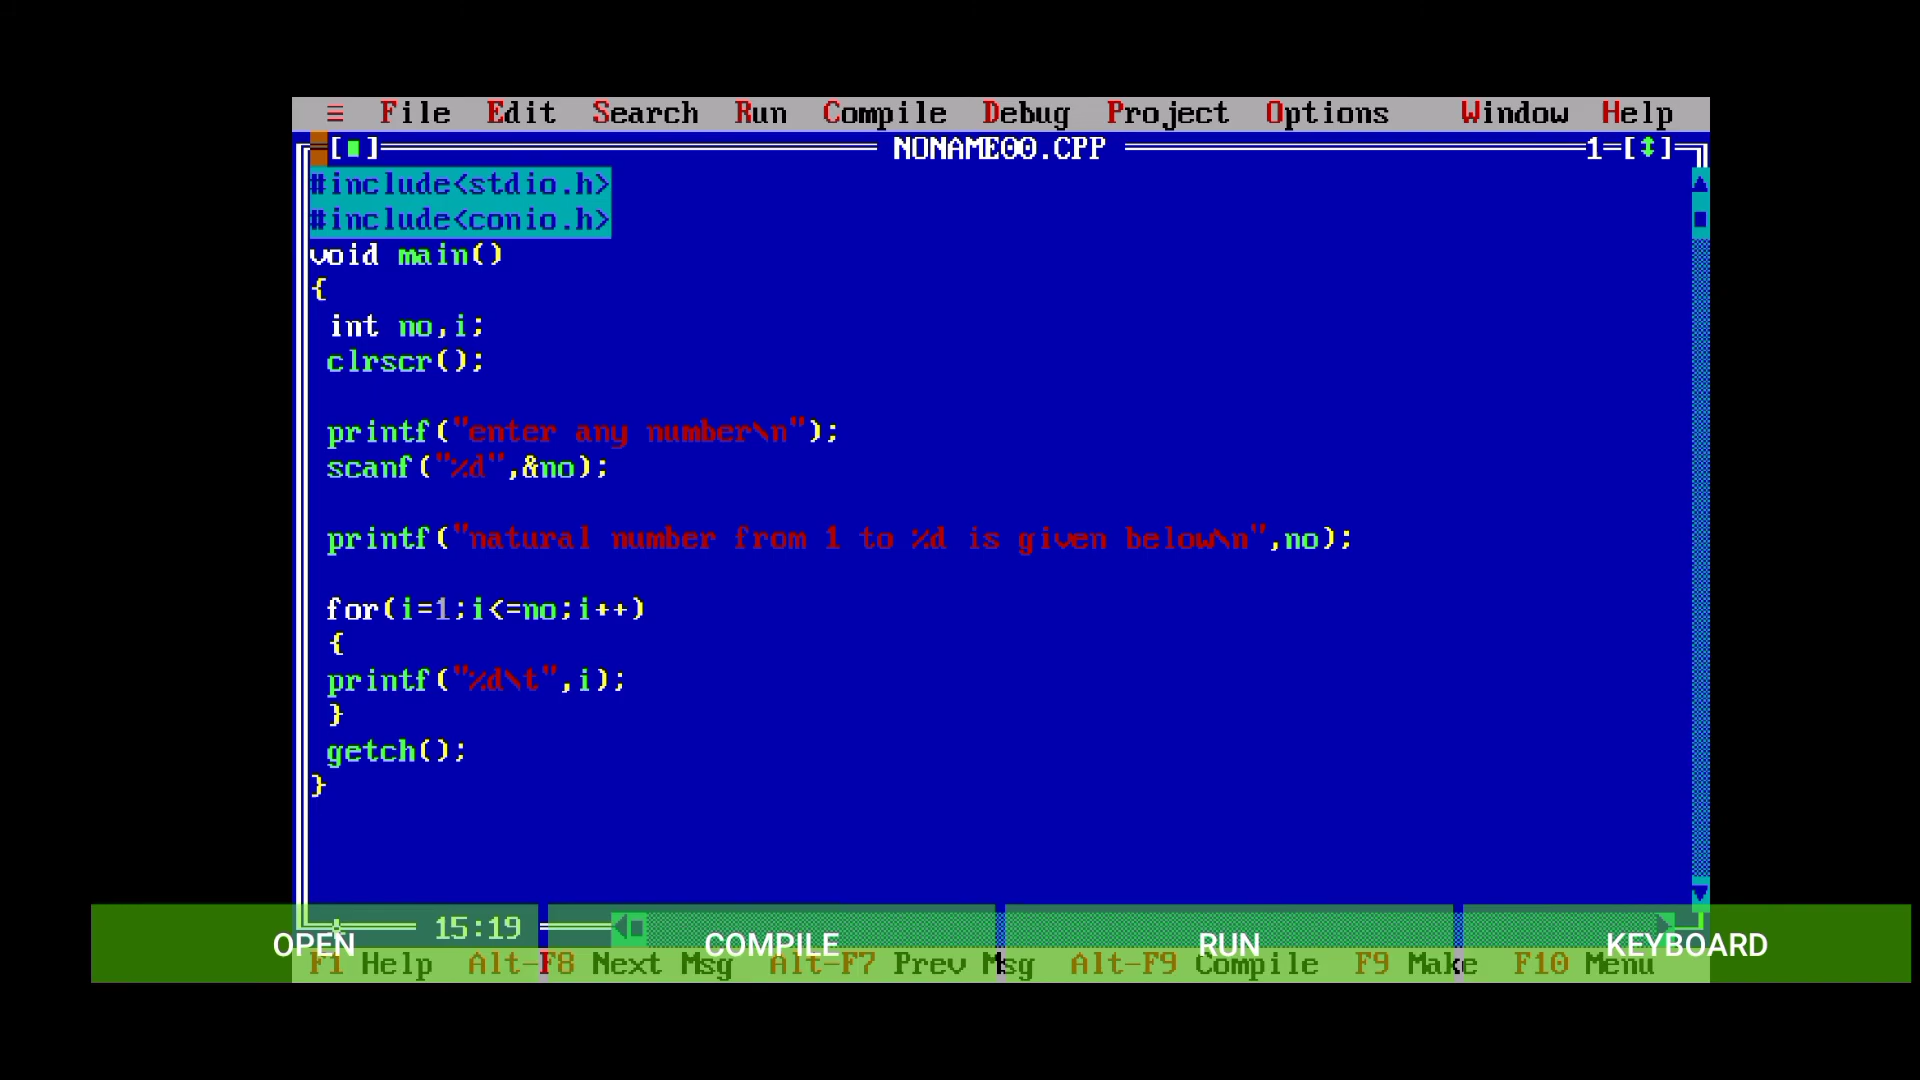 ≡ File Edit Search Run Compile Debug Project Options Window Help
[■] NONAME00.CPP 1=[↕]
#include<stdio.h>
#include<conio.h>
void main()
{
int no,i;
clrscr();
printf("enter any number\n");
scanf("%d",&no);
printf("natural number from 1 to %d is given below\n",no);
for(i=1;i<=no;i++)
{
printf("%d\t",i);
}
getch();
}
15:19
OPEN COMPILE RUN KEYBOARD
F1 Help Alt-F8 Next Msg Alt-F7 Prev Msg Alt-F9 Compile F9 Make F10 Menu